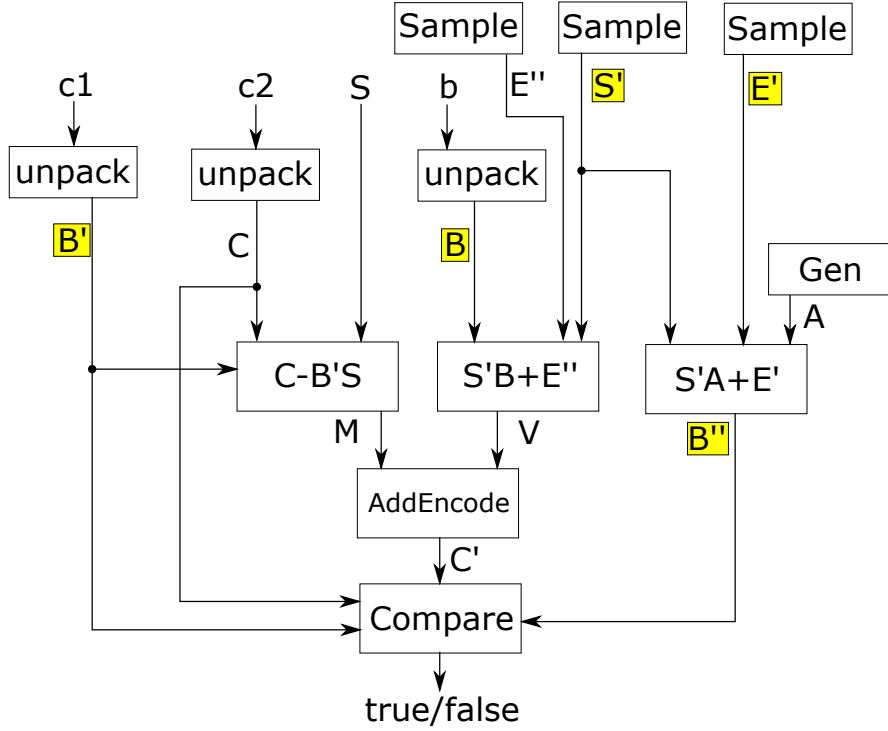 Sample
Sample
Sample
c1
c2
S
b
E''
S'
E'
unpack
unpack
unpack
B'
C
B
Gen
A
C-B'S
S'B+E''
S'A+E'
M
V
B''
AddEncode
C'
Compare
true/false